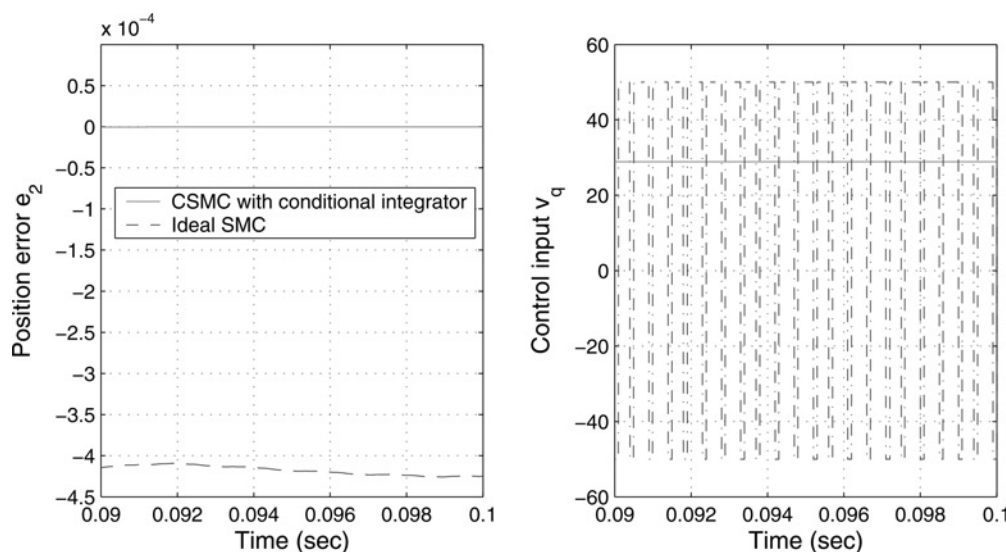 x 10⁻⁴
0.5
0
−0.5
−1
−1.5
−2
−2.5
−3
−3.5
−4
−4.5
Position error e₂
CSMC with conditional integrator
Ideal SMC
0.09 0.092 0.094 0.096 0.098 0.1
Time (sec)
60
40
20
0
−20
−40
−60
Control input v_q
0.09 0.092 0.094 0.096 0.098 0.1
Time (sec)